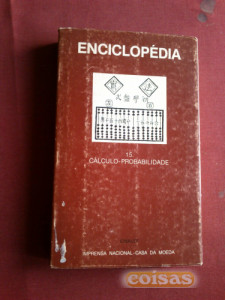 ENCICLOPÉDIA
15.
CÁLCULO-PROBABILIDADE
IMPRENSA NACIONAL-CASA DA MOEDA
coisas